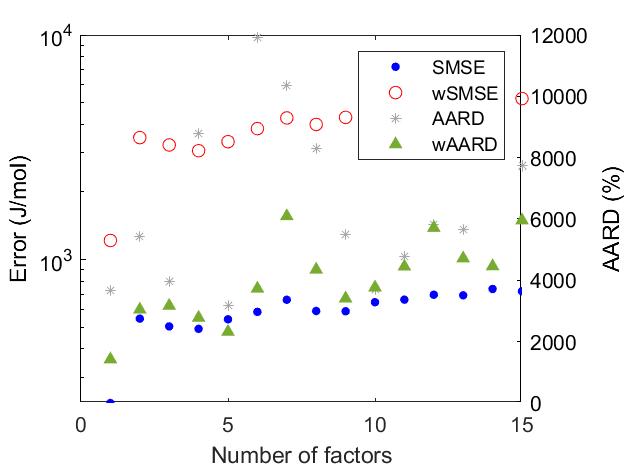 10^4
10^3
Error (J/mol)
SMSE
wSMSE
AARD
wAARD
12000
10000
8000
6000
4000
2000
0
AARD (%)
0 5 10 15
Number of factors